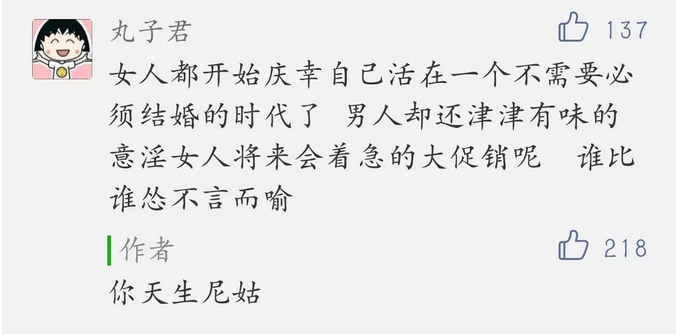 丸子君 137
女人都开始庆幸自己活在一个不需要必
须结婚的时代了 男人却还津津有味的
意淫女人将来会着急的大促销呢 谁比
谁怂不言而喻
作者 218
你天生尼姑